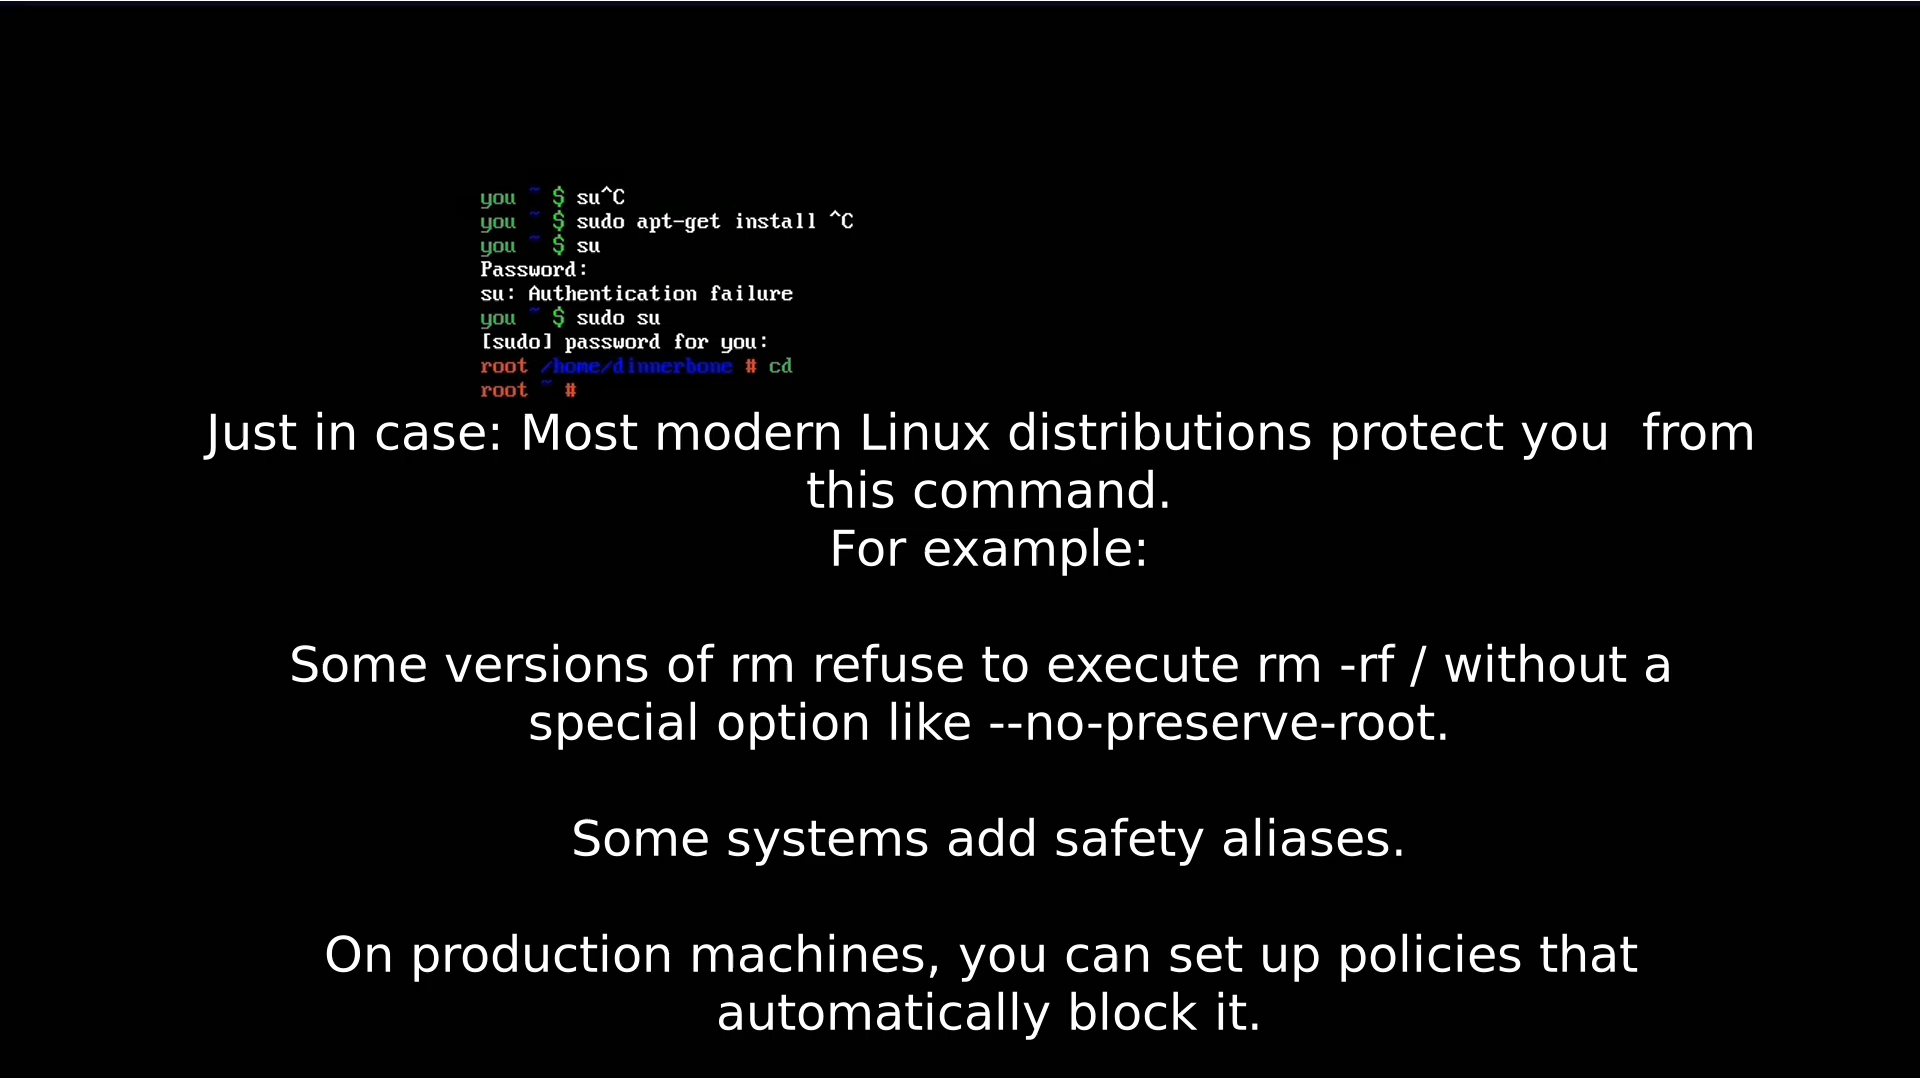 you ~ $ su^C
you ~ $ sudo apt-get install ^C
you ~ $ su
Password:
su: Authentication failure
you ~ $ sudo su
[sudo] password for you:
root /home/dinnerbone # cd
root ~ #
Just in case: Most modern Linux distributions protect you  from
this command.
For example:
Some versions of rm refuse to execute rm -rf / without a
special option like --no-preserve-root.
Some systems add safety aliases.
On production machines, you can set up policies that
automatically block it.